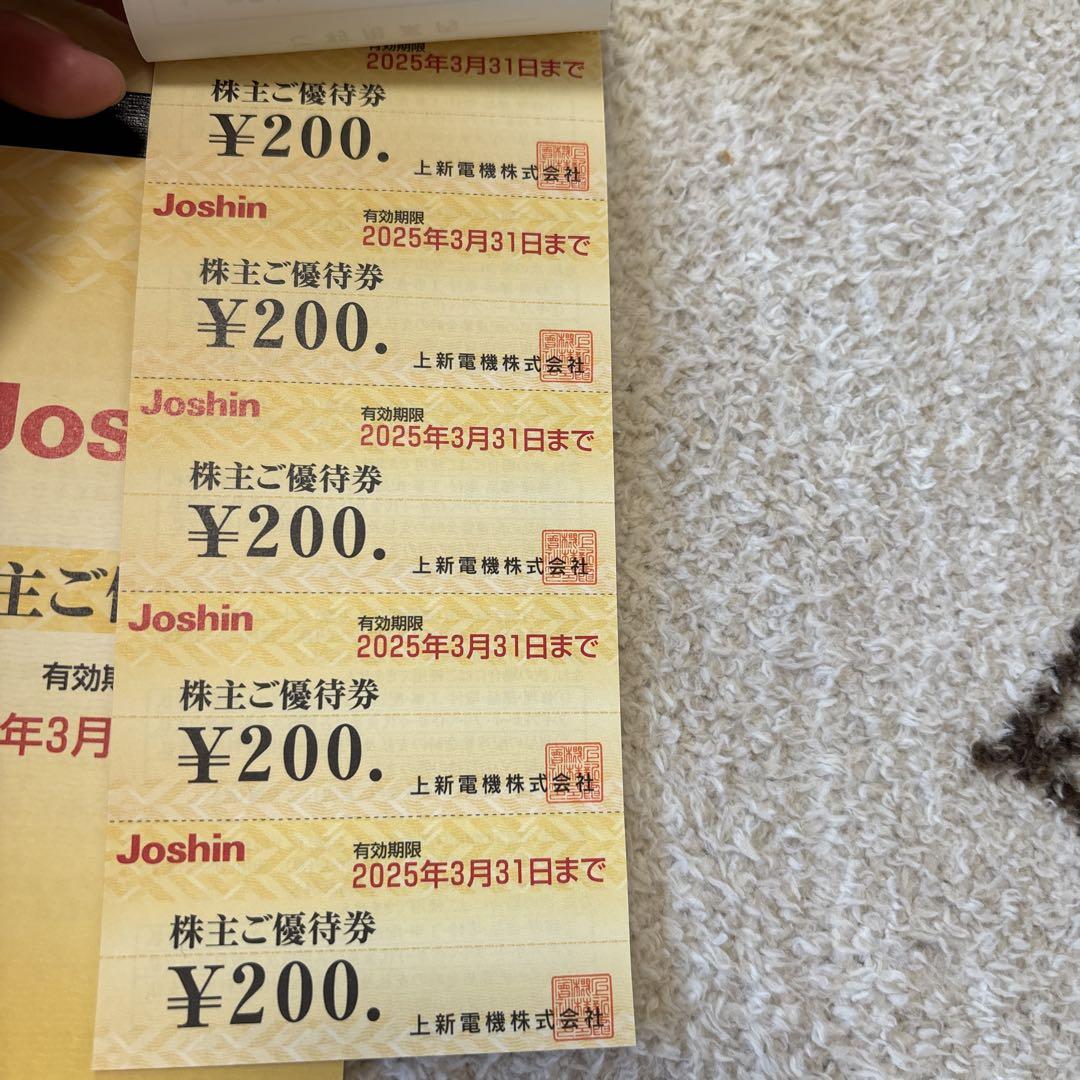 有効期限
2025年3月31日まで
株主ご優待券
¥200.
上新電機株式会社
Joshin
有効期限
2025年3月31日まで
株主ご優待券
¥200.
上新電機株式会社
Joshin
有効期限
2025年3月31日まで
株主ご優待券
¥200.
上新電機株式会社
Joshin
有効期限
2025年3月31日まで
株主ご優待券
¥200.
上新電機株式会社
Joshin
有効期限
2025年3月31日まで
株主ご優待券
¥200.
上新電機株式会社
Jos
主ご
有効
年3月